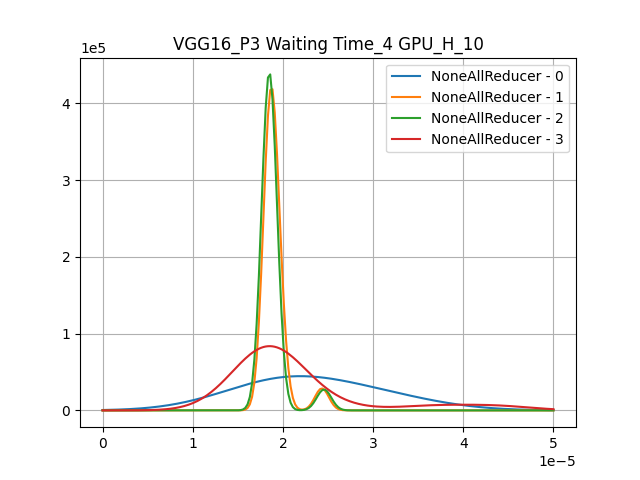 VGG16_P3 Waiting Time_4 GPU_H_10
1e5
NoneAllReducer - 0
NoneAllReducer - 1
NoneAllReducer - 2
NoneAllReducer - 3
4
3
2
1
0
0 1 2 3 4 5
1e−5